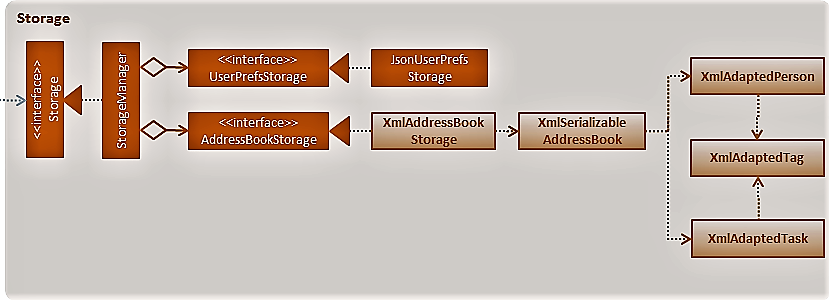 Storage
<<interface>>
Storage
StorageManager
<<interface>>
UserPrefsStorage
JsonUserPrefs
Storage
<<interface>>
AddressBookStorage
XmlAddressBook
Storage
XmlSerializable
AddressBook
XmlAdaptedPerson
XmlAdaptedTag
XmlAdaptedTask